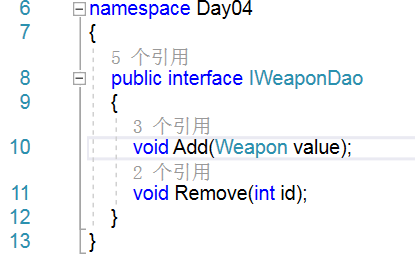 6 namespace Day04
7 {
5 个引用
8 public interface IWeaponDao
9 {
3 个引用
10 void Add(Weapon value);
2 个引用
11 void Remove(int id);
12 }
13 }